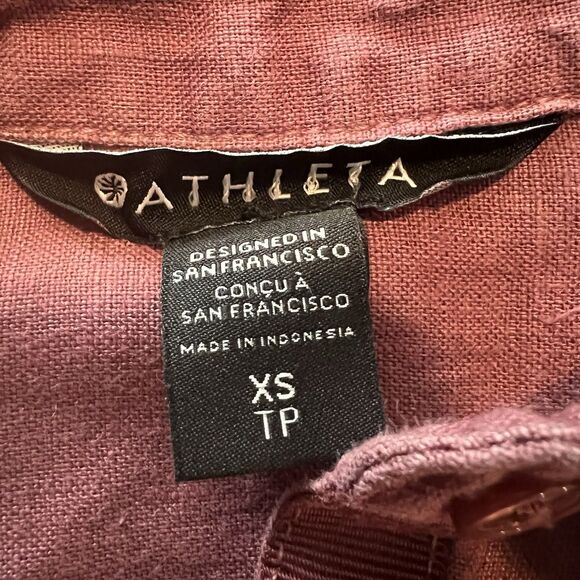 ATHLETA
DESIGNED IN
SAN FRANCISCO
CONÇU À
SAN FRANCISCO
MADE IN INDONESIA
XS
TP